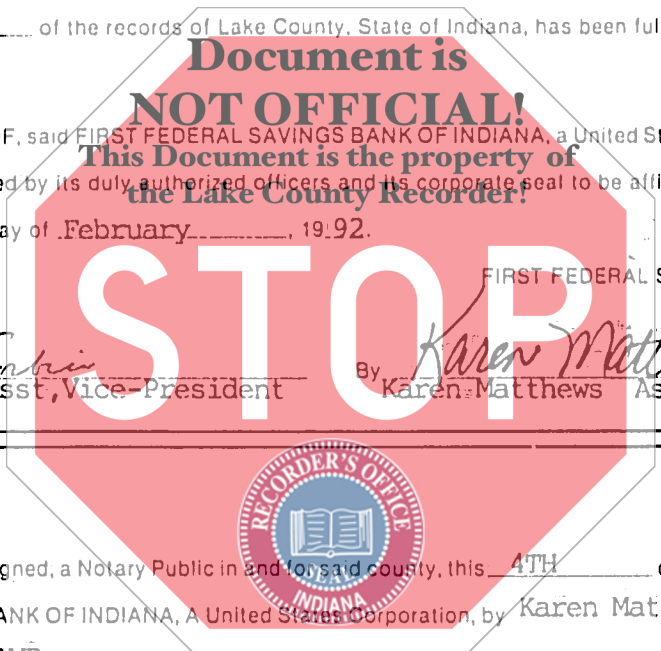 of the records of Lake County, State of Indiana, has been ful
Document is
NOT OFFICIAL!
F, said FIRST FEDERAL SAVINGS BANK OF INDIANA, a United St
This Document is the property of
ed by its duly authorized officers and its corporate seal to be affi
the Lake County Recorder!
ay of February, 1992.
STOP
FIRST FEDERAL S
By Karen Matt
sst, Vice-President Karen Matthews As
RECORDER'S OFFICE
SEAL
INDIANA
gned, a Notary Public in and for said county, this 4TH
ANK OF INDIANA, A United States Corporation, by Karen Mat